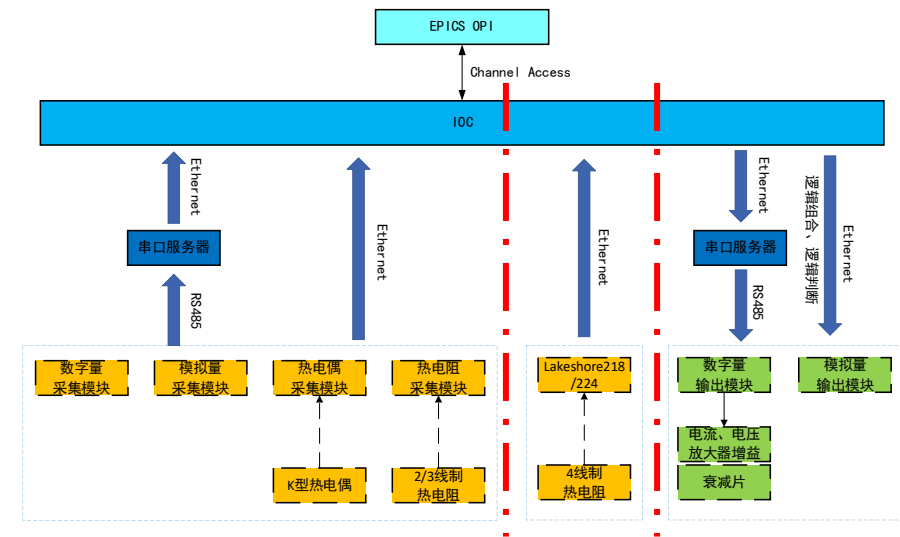 EPICS OPI
Channel Access
IOC
Ethernet
串口服务器
RS485
Ethernet
Ethernet
Ethernet
串口服务器
RS485
逻辑组合、逻辑判断
Ethernet
数字量
采集模块
模拟量
采集模块
热电偶
采集模块
热电阻
采集模块
K型热电偶
2/3线制
热电阻
Lakeshore218
/224
4线制
热电阻
数字量
输出模块
模拟量
输出模块
电流、电压
放大器增益
衰减片